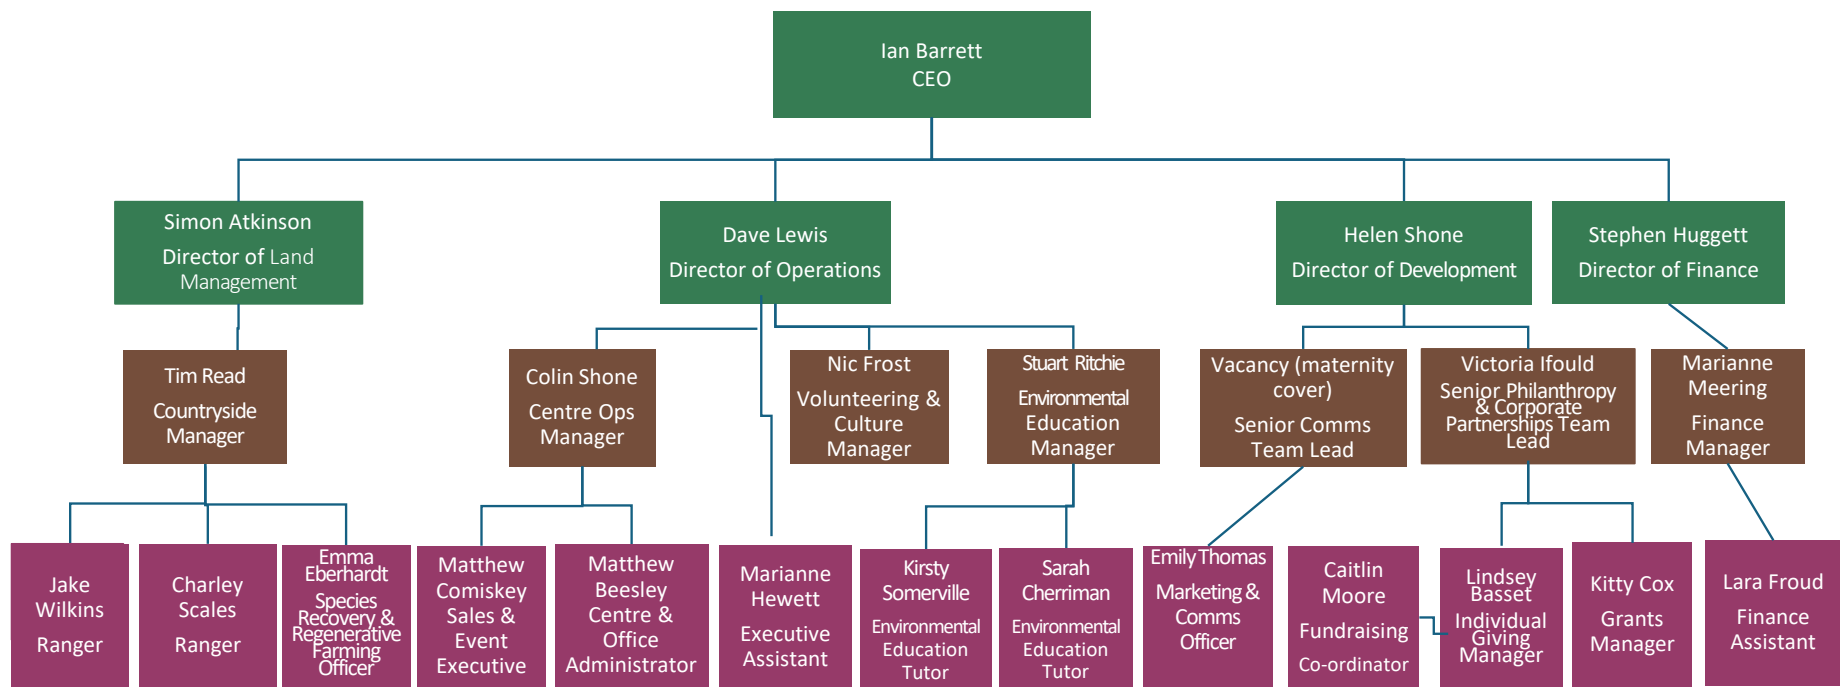 Ian Barrett
CEO
Simon Atkinson
Director of Land
Management
Dave Lewis
Director of Operations
Helen Shone
Director of Development
Stephen Huggett
Director of Finance
Tim Read
Countryside
Manager
Colin Shone
Centre Ops
Manager
Nic Frost
Volunteering &
Culture
Manager
Stuart Ritchie
Environmental
Education
Manager
Vacancy (maternity
cover)
Senior Comms
Team Lead
Victoria Ifould
Senior Philanthropy
& Corporate
Partnerships Team
Lead
Marianne
Meering
Finance
Manager
Jake
Wilkins
Ranger
Charley
Scales
Ranger
Emma
Eberhardt
Species
Recovery &
Regenerative
Farming
Officer
Matthew
Comiskey
Sales &
Event
Executive
Matthew
Beesley
Centre &
Office
Administrator
Marianne
Hewett
Executive
Assistant
Kirsty
Somerville
Environmental
Education
Tutor
Sarah
Cherriman
Environmental
Education
Tutor
Emily Thomas
Marketing &
Comms
Officer
Caitlin
Moore
Fundraising
Co-ordinator
Lindsey
Basset
Individual
Giving
Manager
Kitty Cox
Grants
Manager
Lara Froud
Finance
Assistant